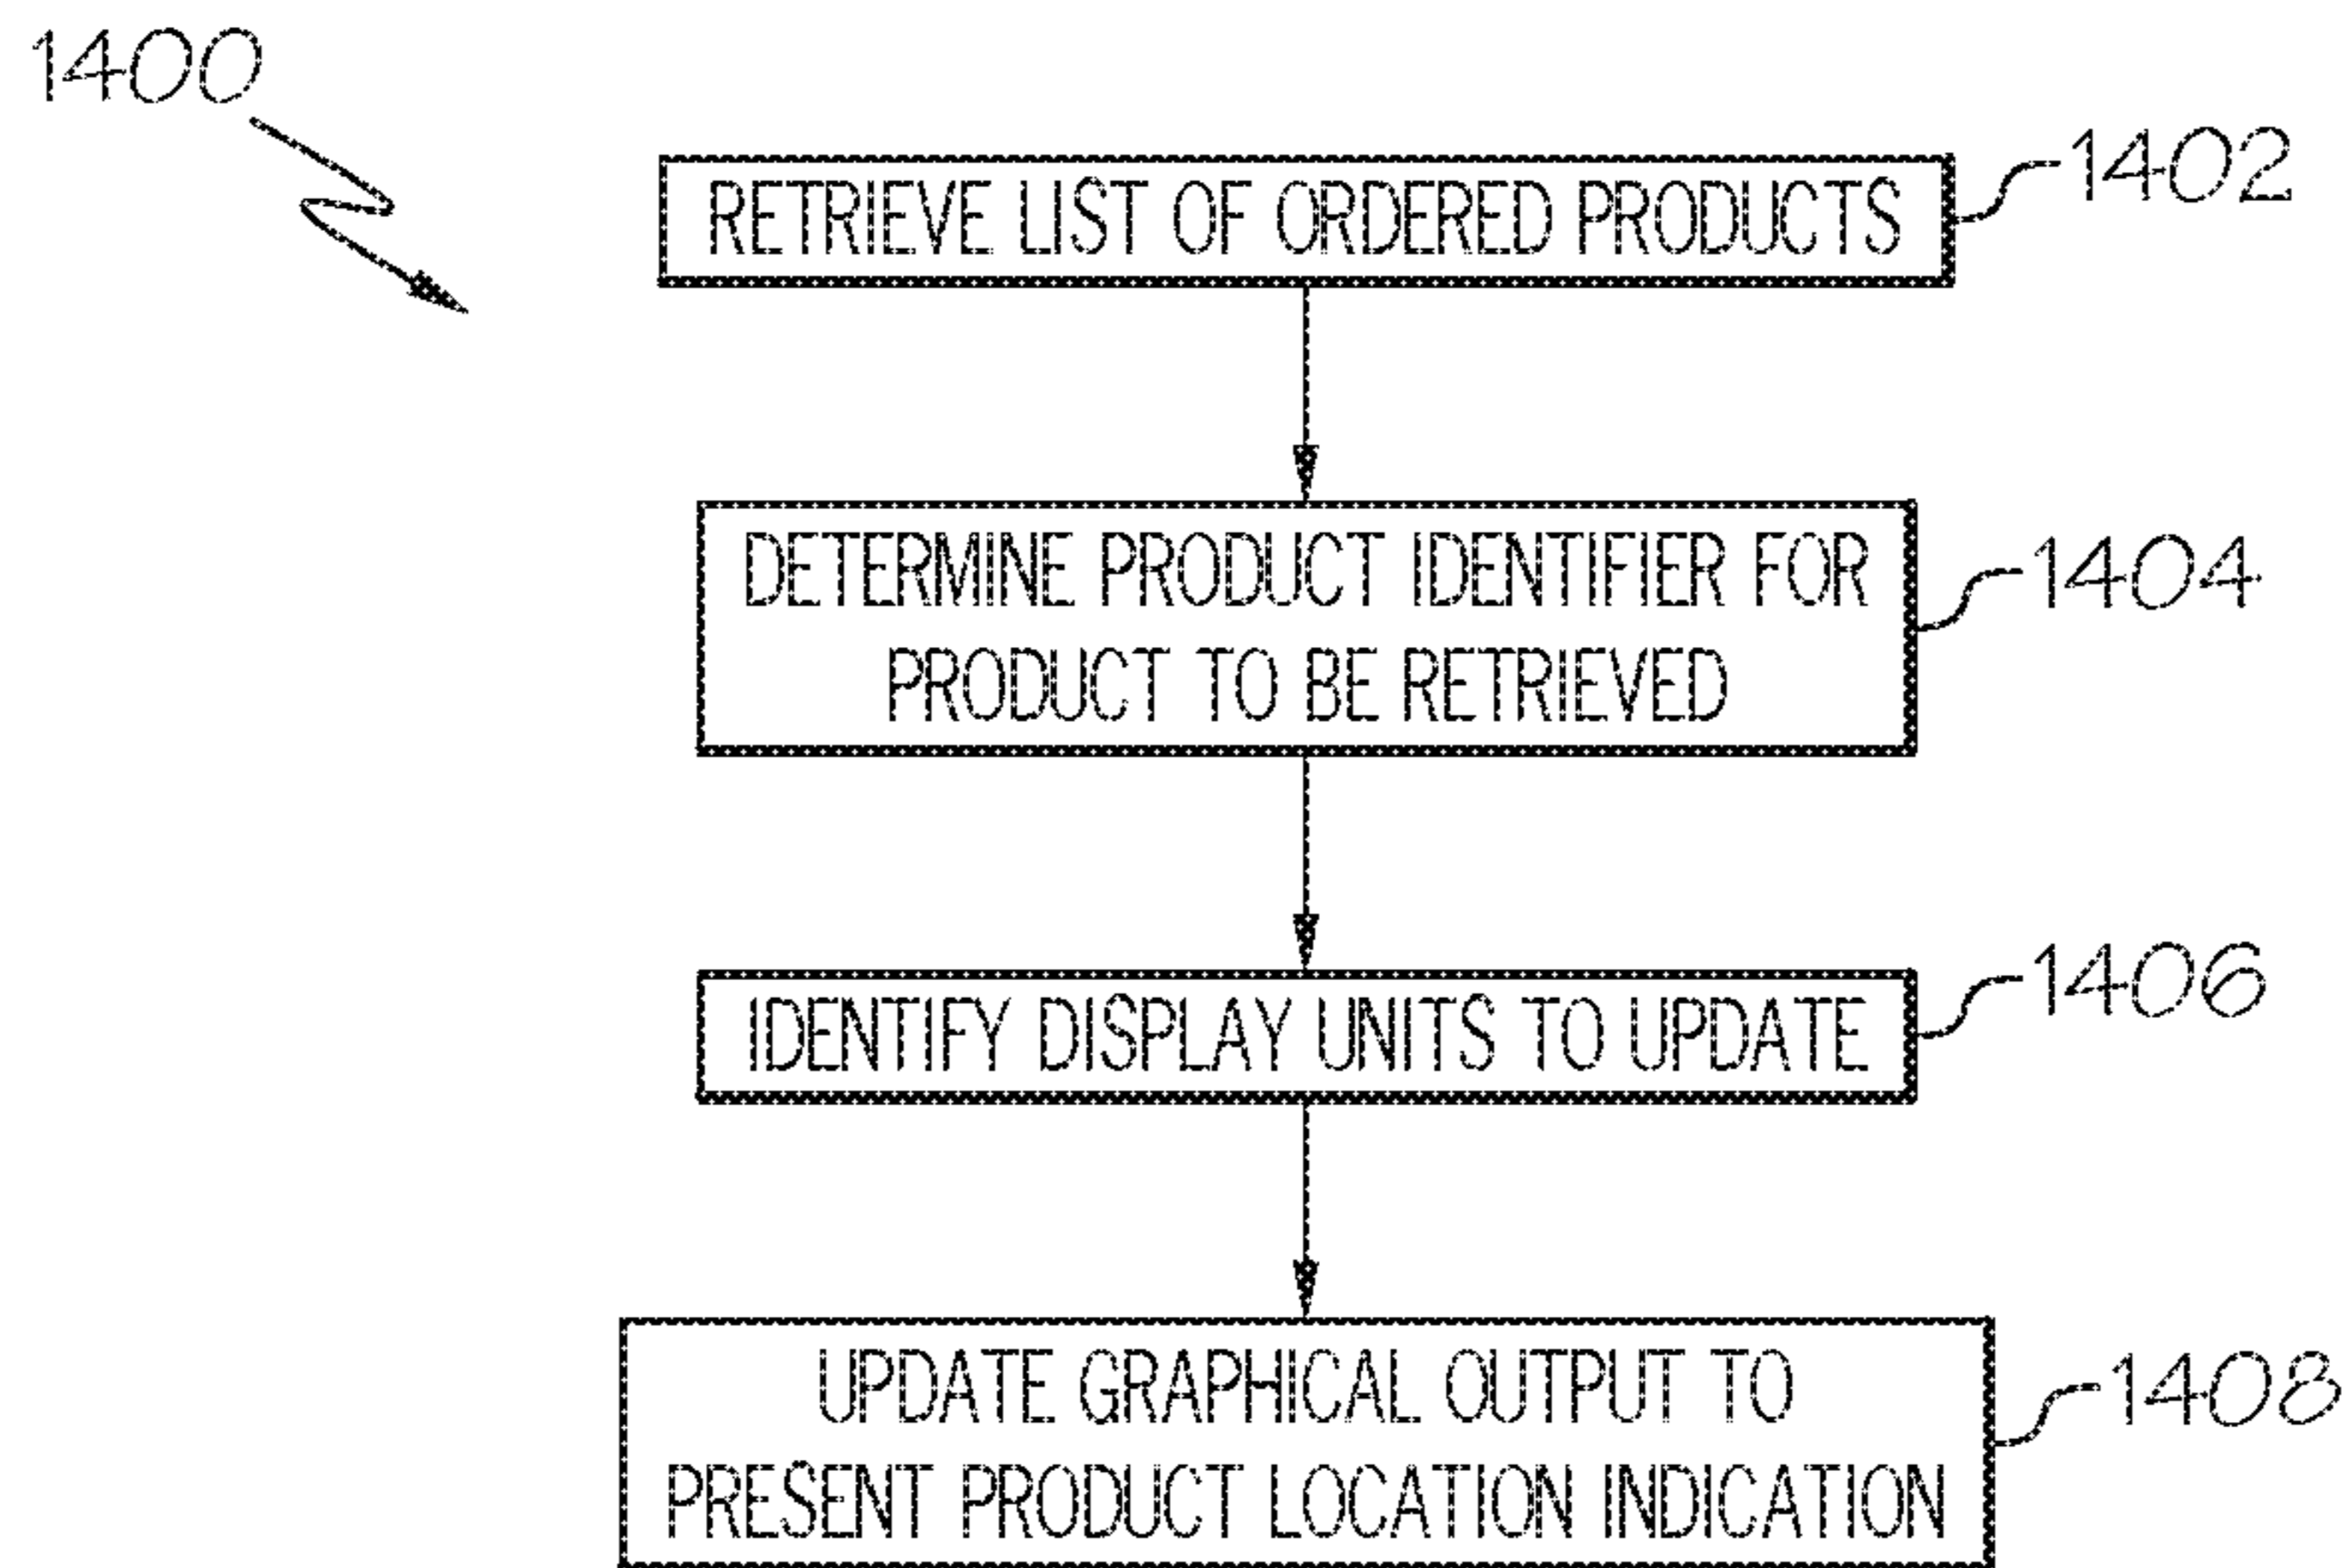 1400
RETRIEVE LIST OF ORDERED PRODUCTS
1402
DETERMINE PRODUCT IDENTIFIER FOR
PRODUCT TO BE RETRIEVED
1404
IDENTIFY DISPLAY UNITS TO UPDATE
1406
UPDATE GRAPHICAL OUTPUT TO
PRESENT PRODUCT LOCATION INDICATION
1408